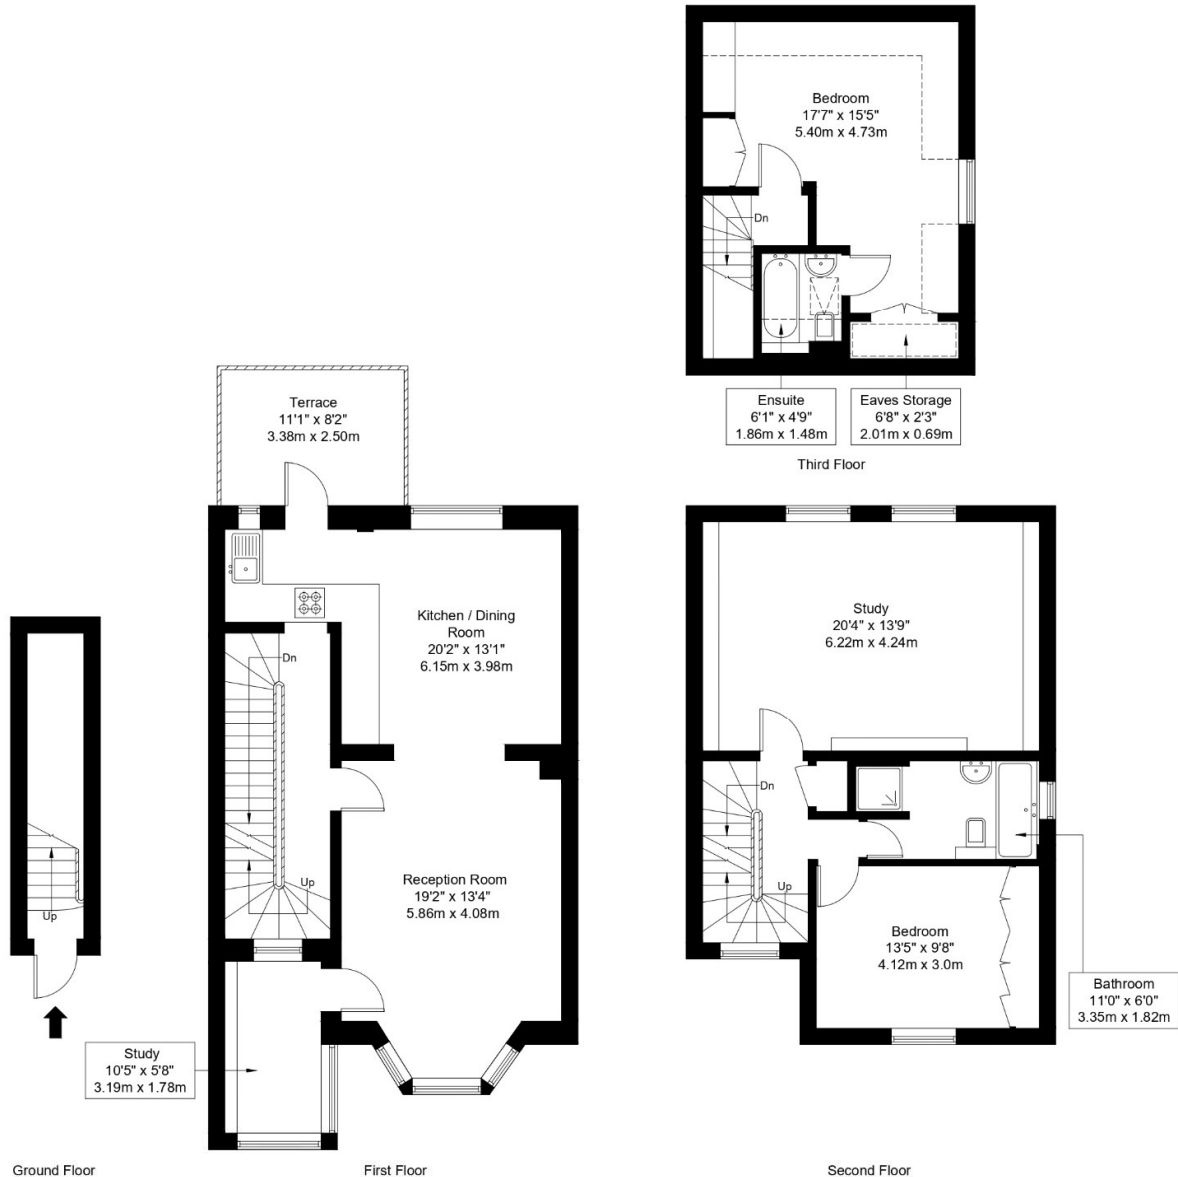 Bedroom
17'7" x 15'5"
5.40m x 4.73m
Dn
Ensuite
6'1" x 4'9"
1.86m x 1.48m
Eaves Storage
6'8" x 2'3"
2.01m x 0.69m
Third Floor
Terrace
11'1" x 8'2"
3.38m x 2.50m
Kitchen / Dining
Room
20'2" x 13'1"
6.15m x 3.98m
Dn
Up
Reception Room
19'2" x 13'4"
5.86m x 4.08m
Study
10'5" x 5'8"
3.19m x 1.78m
First Floor
Up
Ground Floor
Study
20'4" x 13'9"
6.22m x 4.24m
Dn
Up
Bedroom
13'5" x 9'8"
4.12m x 3.0m
Bathroom
11'0" x 6'0"
3.35m x 1.82m
Second Floor